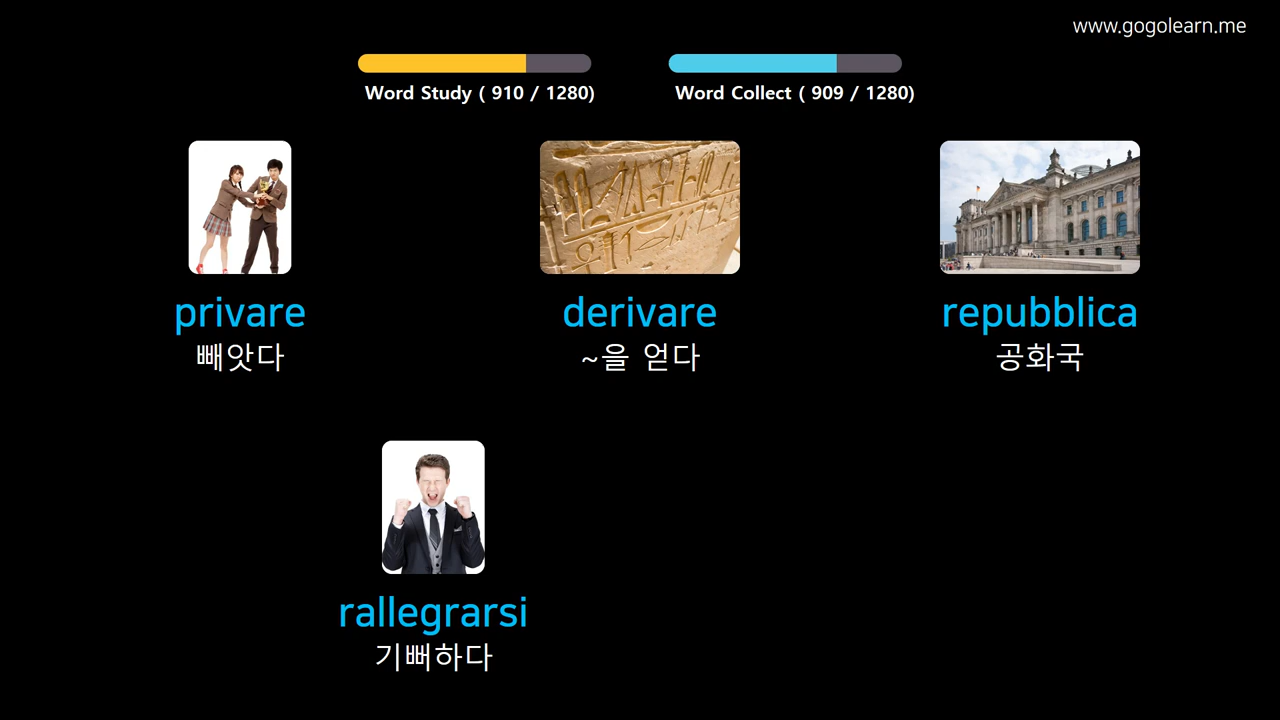 www.gogolearn.me
Word Study ( 910 / 1280)
Word Collect ( 909 / 1280)
privare
빼앗다
derivare
~을 얻다
repubblica
공화국
rallegrarsi
기뻐하다